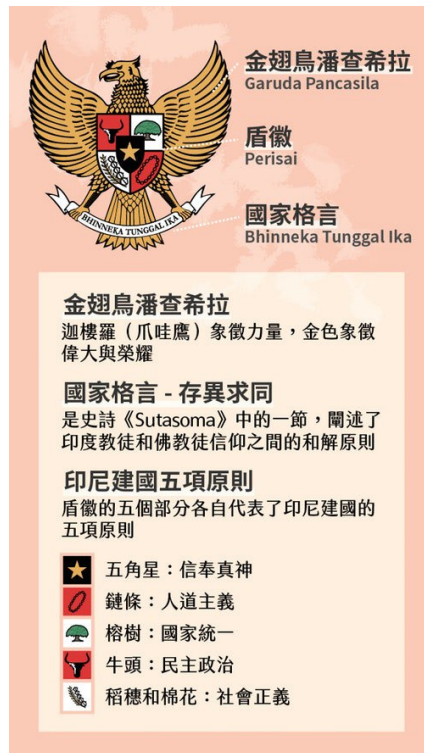 金翅鳥潘查希拉
Garuda Pancasila
盾徽
Perisai
國家格言
Bhinneka Tunggal Ika
BHINNEKA TUNGGAL IKA
金翅鳥潘查希拉
迦樓羅（爪哇鷹）象徵力量，金色象徵
偉大與榮耀
國家格言 - 存異求同
是史詩《Sutasoma》中的一節，闡述了
印度教徒和佛教徒信仰之間的和解原則
印尼建國五項原則
盾徽的五個部分各自代表了印尼建國的
五項原則
五角星：信奉真神
鏈條：人道主義
榕樹：國家統一
牛頭：民主政治
稻穗和棉花：社會正義